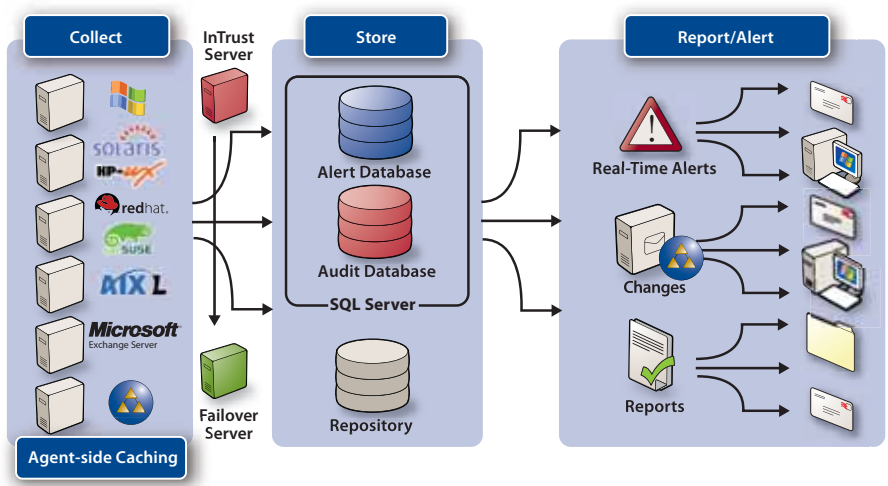 Collect
InTrust
Server
Store
Report/Alert
solaris
HP-UX
redhat.
SUSE
AIX L
Microsoft
Exchange Server
Agent-side Caching
Failover
Server
Alert Database
Audit Database
SQL Server
Repository
Real-Time Alerts
Changes
Reports